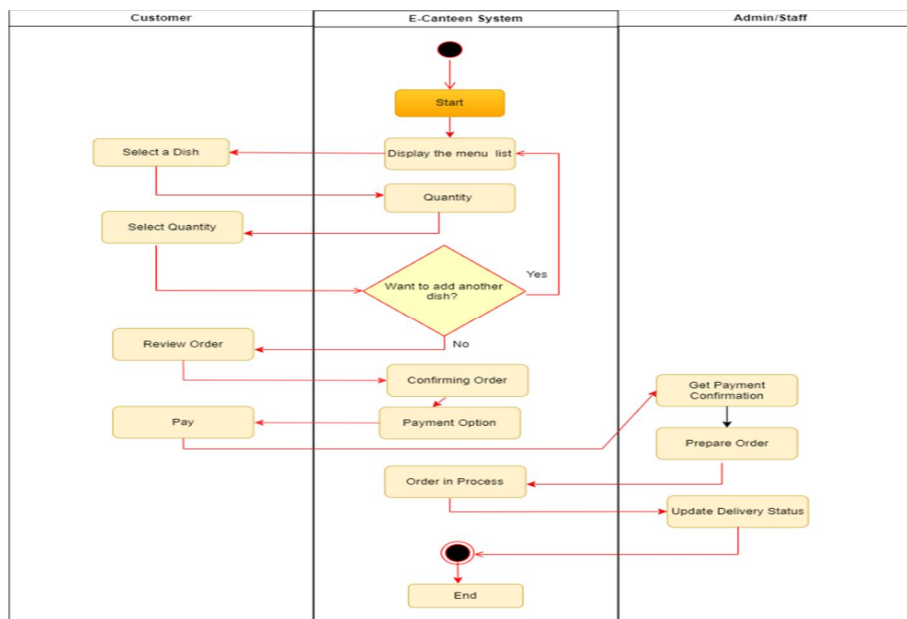 Customer
E-Canteen System
Admin/Staff
Start
Display the menu list
Select a Dish
Quantity
Select Quantity
Want to add another
dish?
Yes
No
Review Order
Confirming Order
Payment Option
Pay
Get Payment
Confirmation
Prepare Order
Order in Process
Update Delivery Status
End